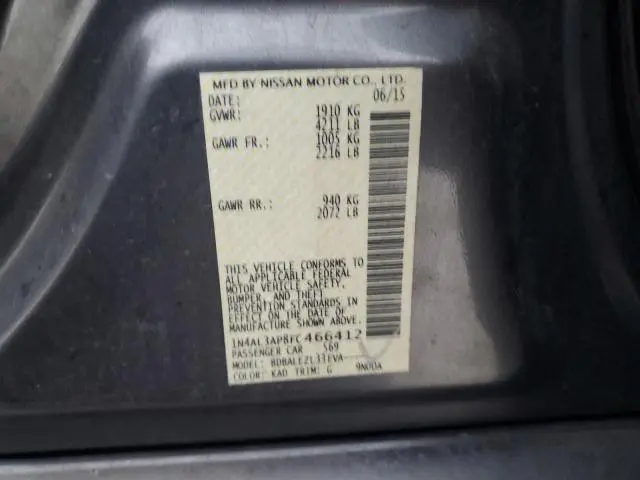 MFD BY NISSAN MOTOR CO., LTD.
DATE: 06/15
GVWR: 1910 KG
4211 LB
GAWR FR.: 1005 KG
2216 LB
GAWR RR.: 940 KG
2072 LB
THIS VEHICLE CONFORMS TO
ALL APPLICABLE FEDERAL
MOTOR VEHICLE SAFETY,
BUMPER, AND THEFT
PREVENTION STANDARDS IN
EFFECT ON THE DATE OF
MANUFACTURE SHOWN ABOVE.
1N4AL3AP8FC466412
PASSENGER CAR 569
MODEL: BDBALEZL33EVA
COLOR: KAD TRIM: G 9N00A